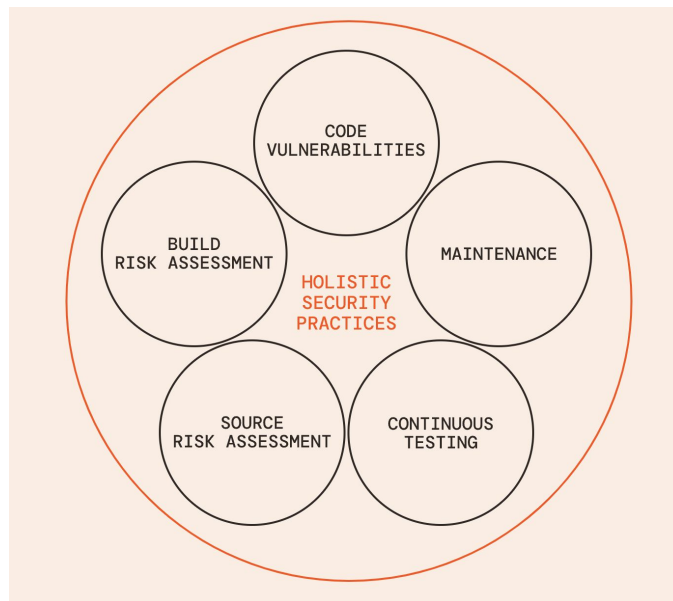 CODE
VULNERABILITIES
BUILD
RISK ASSESSMENT
MAINTENANCE
HOLISTIC
SECURITY
PRACTICES
SOURCE
RISK ASSESSMENT
CONTINUOUS
TESTING